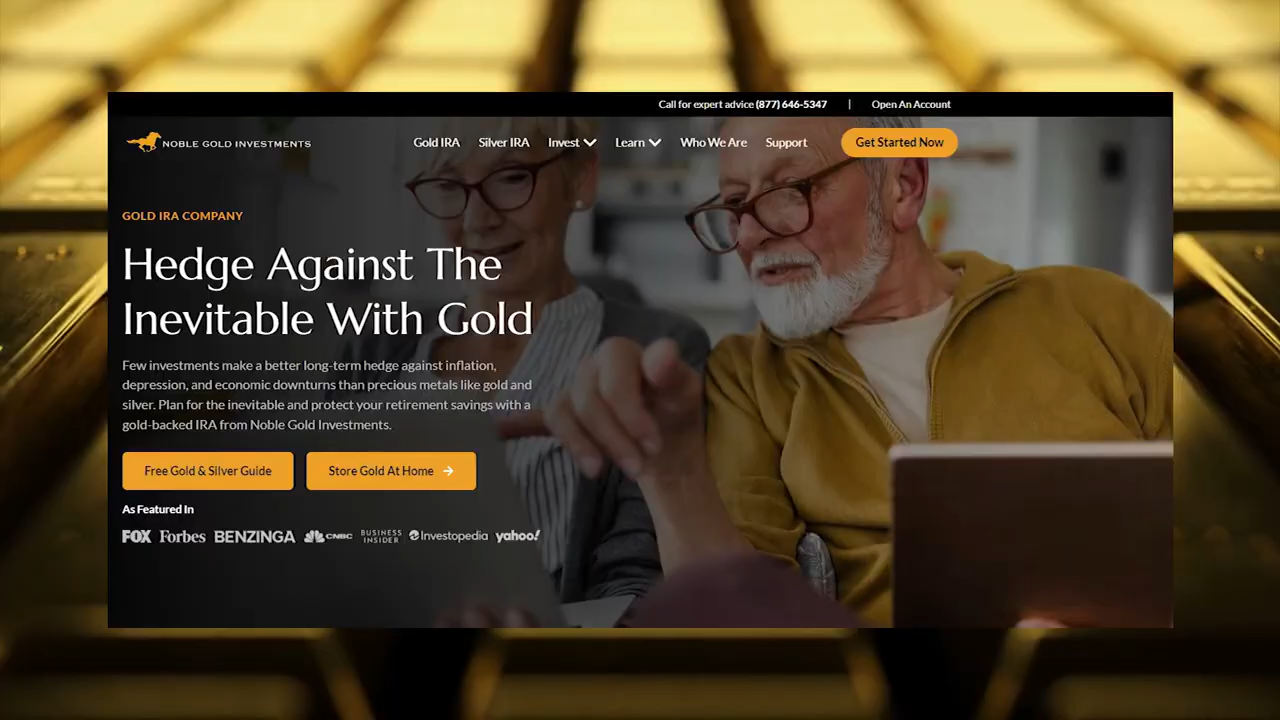 Call for expert advice (877) 646-5347 | Open An Account
NOBLE GOLD INVESTMENTS
Gold IRA Silver IRA Invest Learn Who We Are Support Get Started Now
GOLD IRA COMPANY
Hedge Against The
Inevitable With Gold
Few investments make a better long-term hedge against inflation,
depression, and economic downturns than precious metals like gold and
silver. Plan for the inevitable and protect your retirement savings with a
gold-backed IRA from Noble Gold Investments.
Free Gold & Silver Guide Store Gold At Home
As Featured In
FOX Forbes BENZINGA CNBC BUSINESS INSIDER Investopedia yahoo!